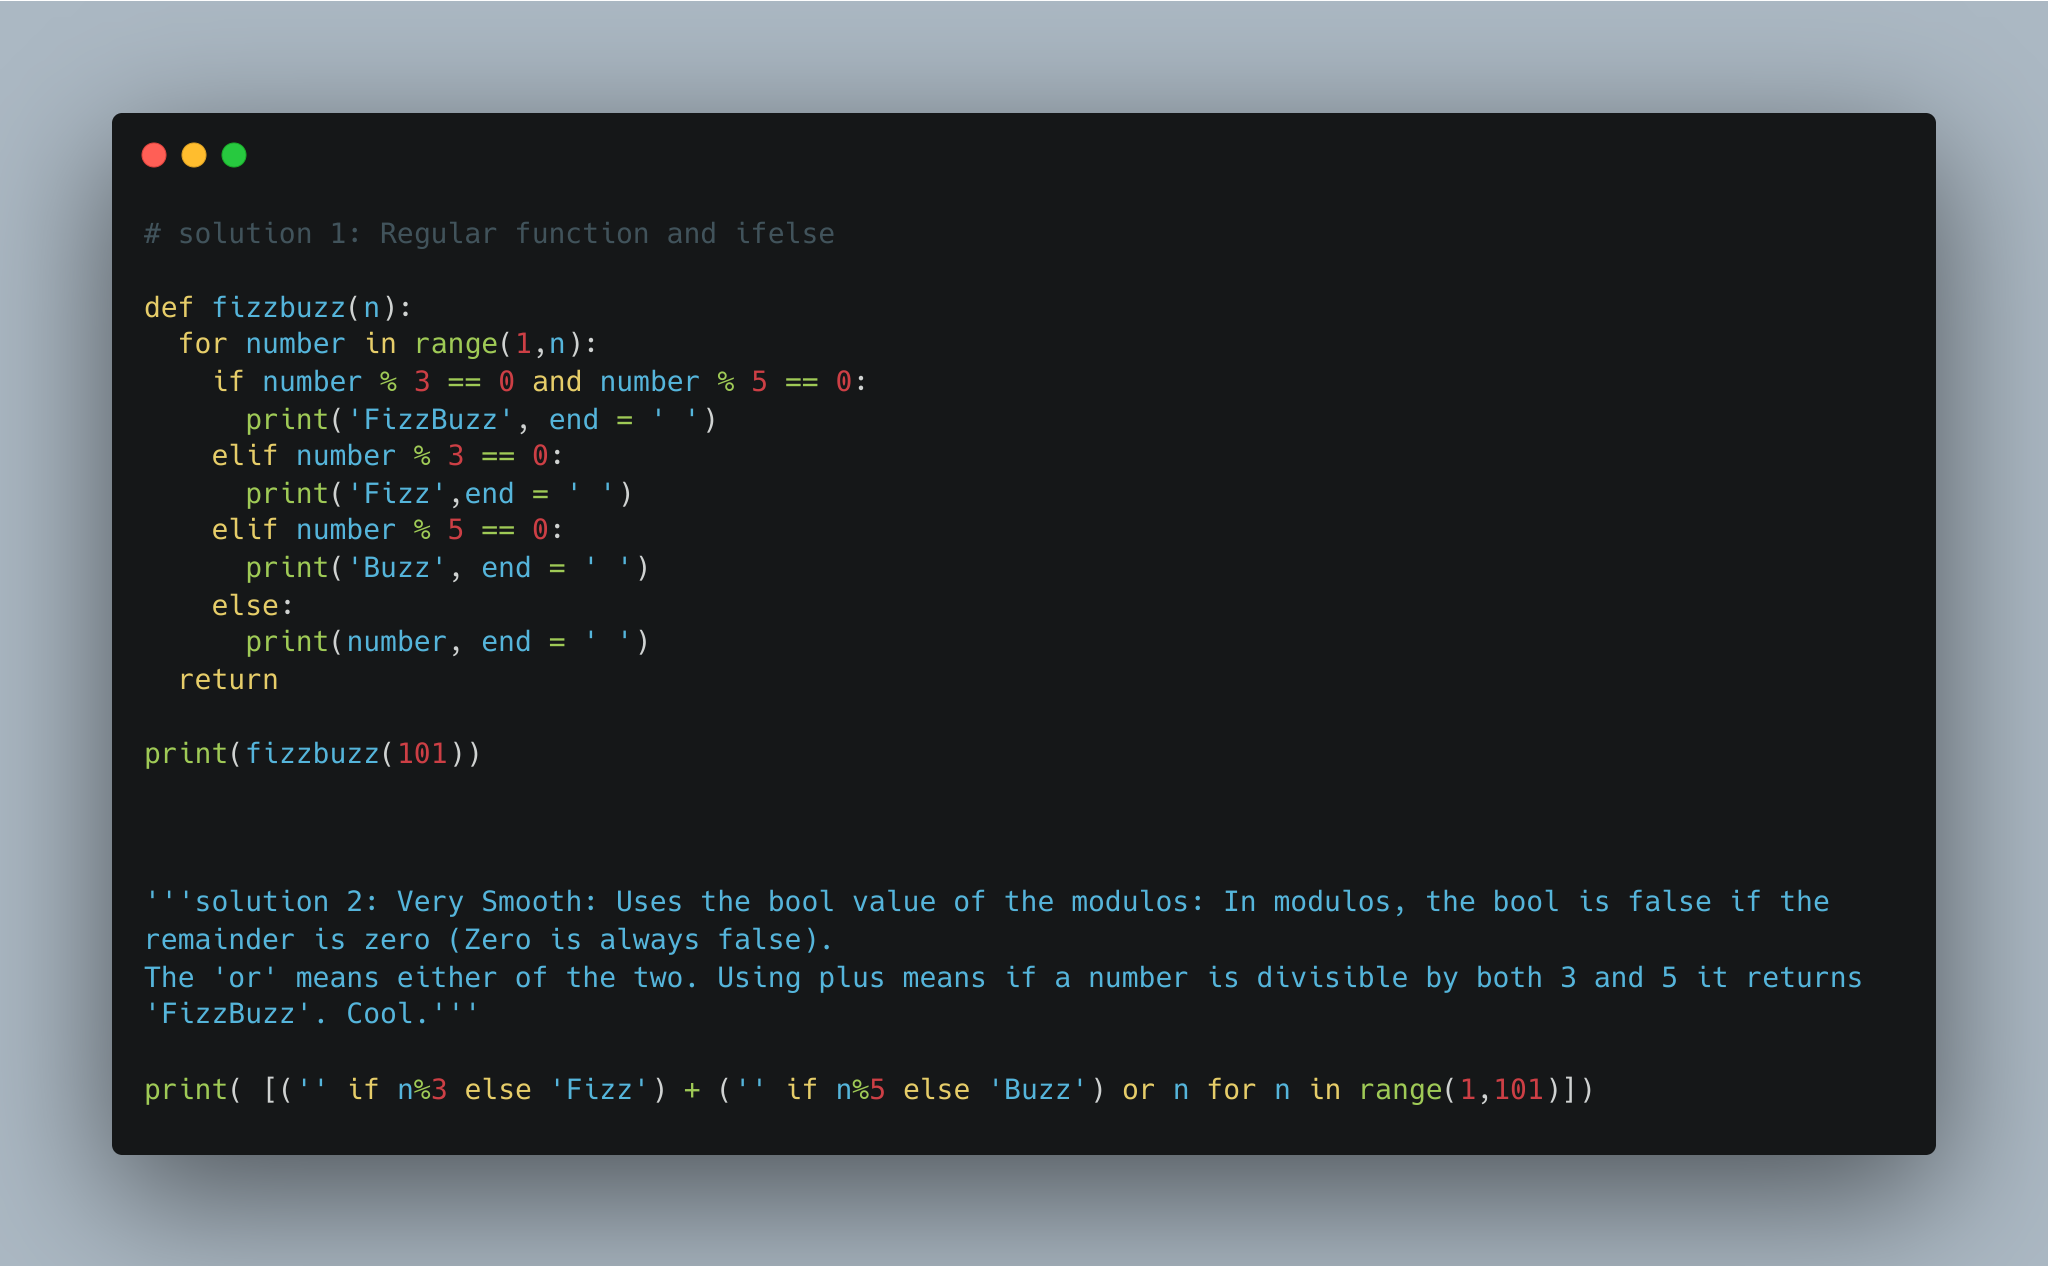 # solution 1: Regular function and ifelse
def fizzbuzz(n):
  for number in range(1,n):
    if number % 3 == 0 and number % 5 == 0:
      print('FizzBuzz', end = ' ')
    elif number % 3 == 0:
      print('Fizz',end = ' ')
    elif number % 5 == 0:
      print('Buzz', end = ' ')
    else:
      print(number, end = ' ')
  return
print(fizzbuzz(101))
'''solution 2: Very Smooth: Uses the bool value of the modulos: In modulos, the bool is false if the
remainder is zero (Zero is always false).
The 'or' means either of the two. Using plus means if a number is divisible by both 3 and 5 it returns
'FizzBuzz'. Cool.'''
print( [('' if n%3 else 'Fizz') + ('' if n%5 else 'Buzz') or n for n in range(1,101)])